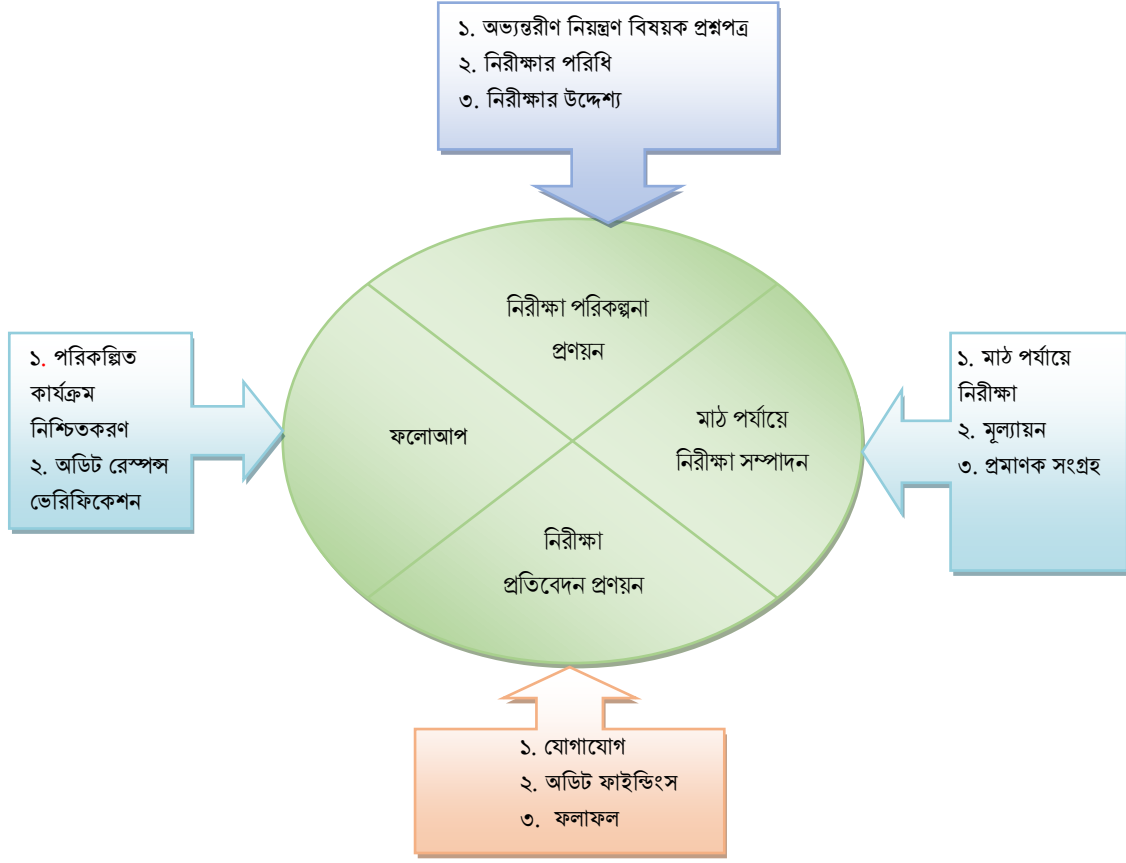 ১. অভ্যন্তরীণ নিয়ন্ত্রণ বিষয়ক প্রশ্নপত্র
২. নিরীক্ষার পরিধি
৩. নিরীক্ষার উদ্দেশ্য
নিরীক্ষা পরিকল্পনা
প্রণয়ন
১. পরিকল্পিত
কার্যক্রম
নিশ্চিতকরণ
২. অডিট রেস্পন্স
ভেরিফিকেশন
ফলোআপ
মাঠ পর্যায়ে
নিরীক্ষা সম্পাদন
১. মাঠ পর্যায়ে
নিরীক্ষা
২. মূল্যায়ন
৩. প্রমাণক সংগ্রহ
নিরীক্ষা
প্রতিবেদন প্রণয়ন
১. যোগাযোগ
২. অডিট ফাইন্ডিংস
৩. ফলাফল